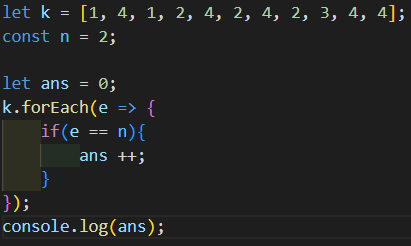 let k = [1, 4, 1, 2, 4, 2, 4, 2, 3, 4, 4];
const n = 2;
let ans = 0;
k.forEach(e => {
if(e == n){
ans ++;
}
});
console.log(ans);